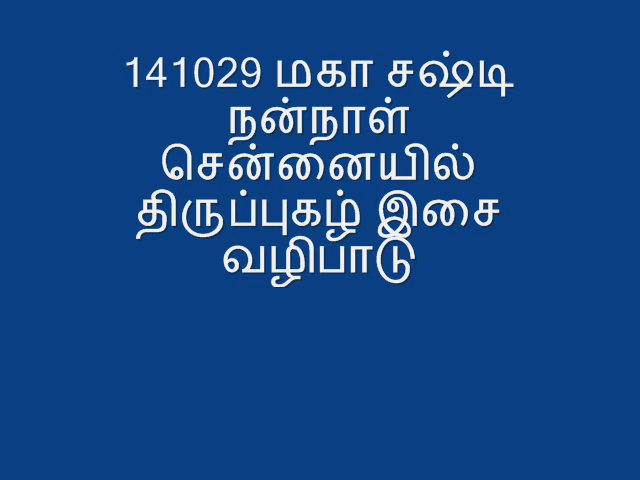 141029 மகா சஷ்டி
நன்நாள்
சென்னையில்
திருப்புகழ் இசை
வழிபாடு